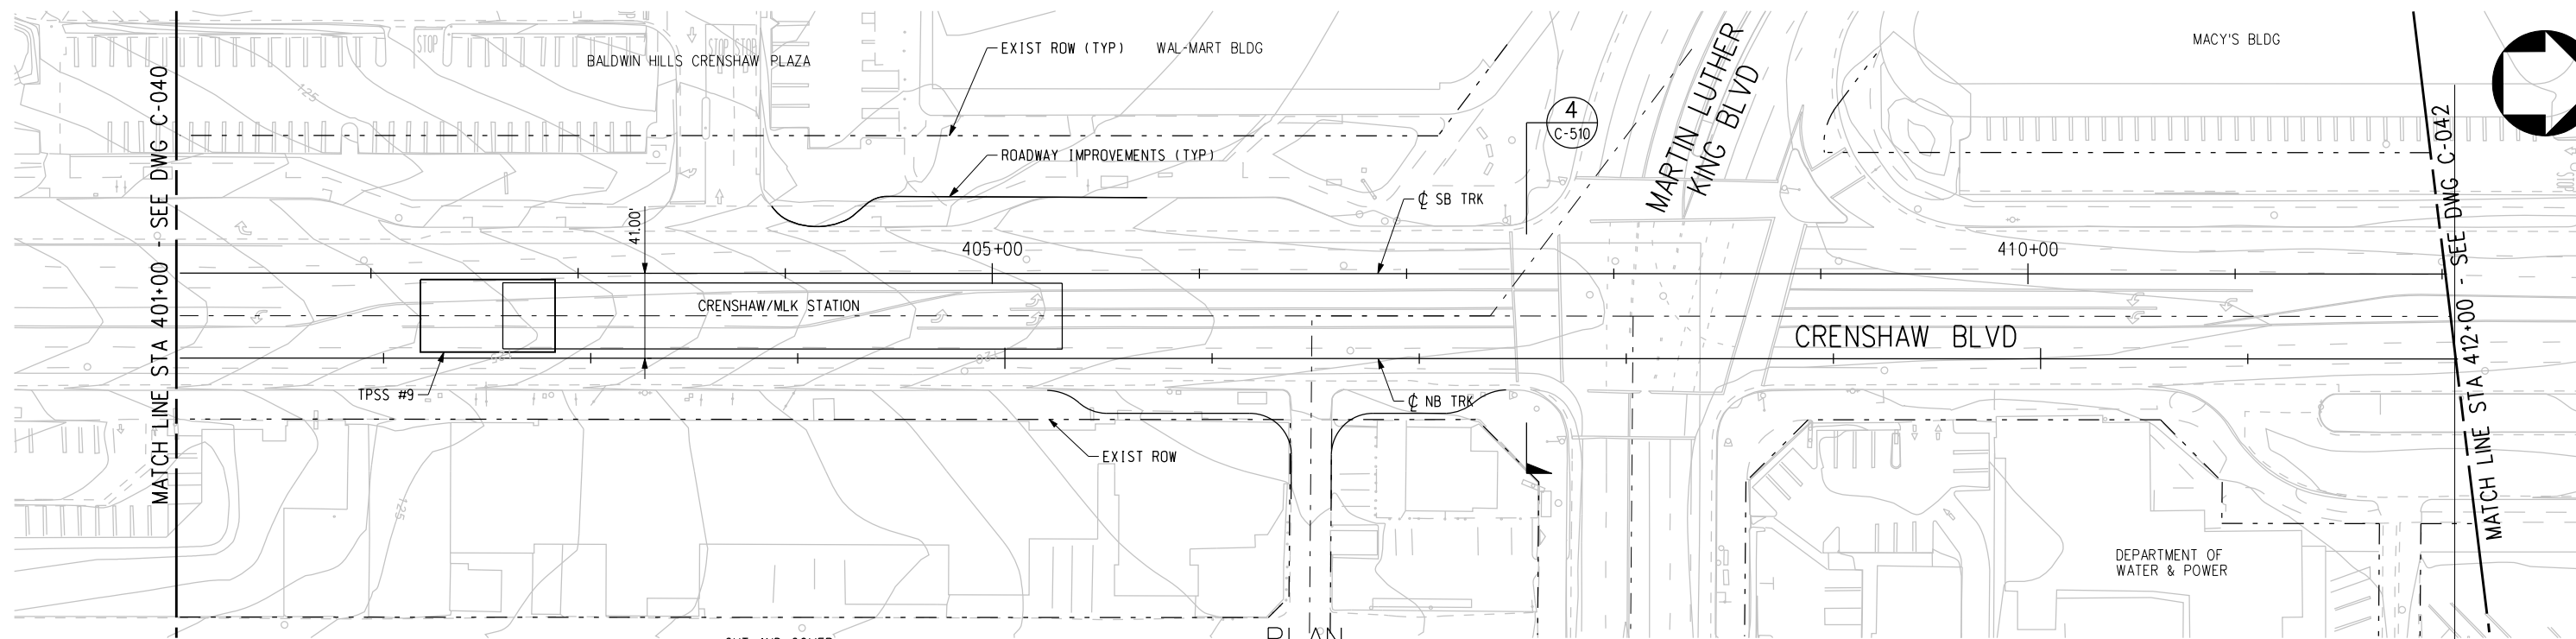 STOP
STOP
STOP
BALDWIN HILLS CRENSHAW PLAZA
125
EXIST ROW (TYP)
WAL-MART BLDG
MACY'S BLDG
MATCH LINE STA 401+00 - SEE DWG C-040
ROADWAY IMPROVEMENTS (TYP)
4
C-510
MARTIN LUTHER
KING BLVD
MATCH LINE STA 412+00 - SEE DWG C-042
℄ SB TRK
41.00'
405+00
410+00
CRENSHAW/MLK STATION
CRENSHAW BLVD
TPSS #9
℄ NB TRK
EXIST ROW
125
DEPARTMENT OF
WATER & POWER
PLAN